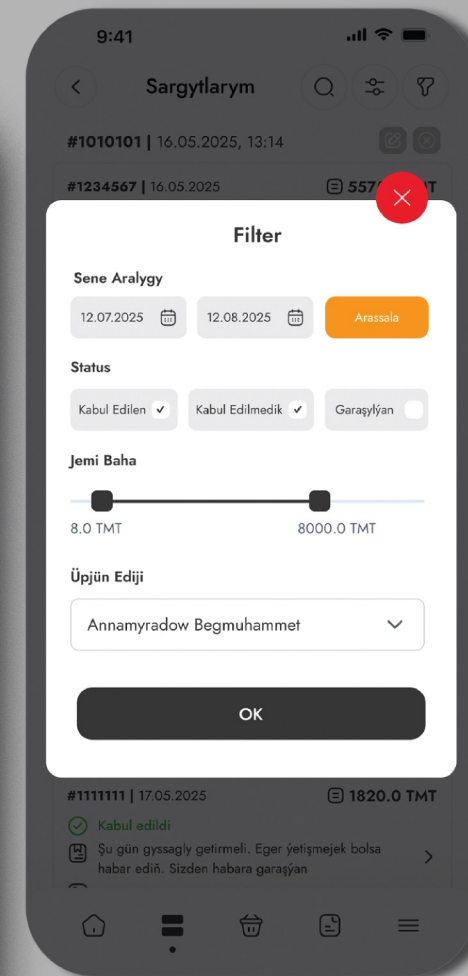 9:41
Sargytlarym
#1010101 | 16.05.2025, 13:14
#1234567 | 16.05.2025
557
T
Filter
Sene Aralygy
12.07.2025
12.08.2025
Arassala
Status
Kabul Edilen
Kabul Edilmedik
Garaşylýan
Jemi Baha
8.0 TMT
8000.0 TMT
Üpjün Ediji
Annamyradow Begmuhammet
OK
#1111111 | 17.05.2025
1820.0 TMT
Kabul edildi
Şu gün gyssagly getirmeli. Eger ýetişmejek bolsa
habar ediň. Sizden habara garaşýan